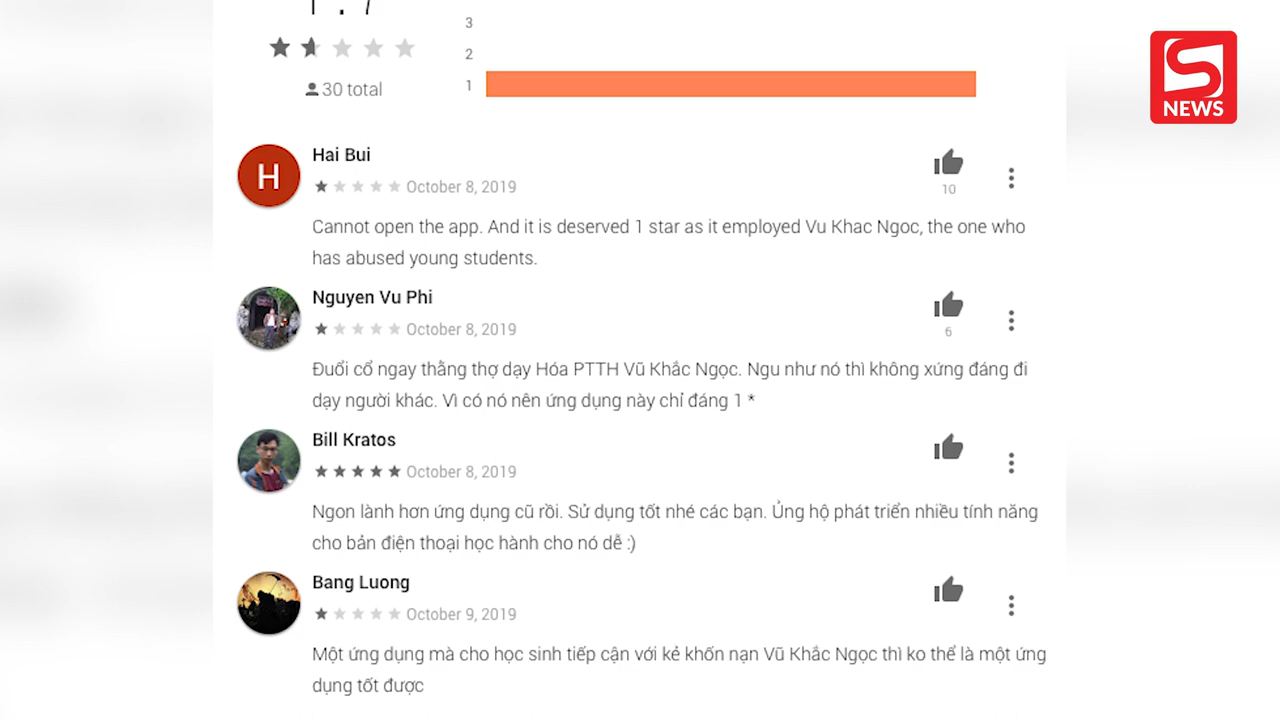 3
2
30 total
1
S
NEWS
H
Hai Bui
October 8, 2019
10
Cannot open the app. And it is deserved 1 star as it employed Vu Khac Ngoc, the one who
has abused young students.
Nguyen Vu Phi
October 8, 2019
6
Đuổi cổ ngay thằng thợ dạy Hóa PTTH Vũ Khắc Ngọc. Ngu như nó thì không xứng đáng đi
dạy người khác. Vì có nó nên ứng dụng này chỉ đáng 1 *
Bill Kratos
October 8, 2019
Ngon lành hơn ứng dụng cũ rồi. Sử dụng tốt nhé các bạn. Ủng hộ phát triển nhiều tính năng
cho bản điện thoại học hành cho nó dễ :)
Bang Luong
October 9, 2019
Một ứng dụng mà cho học sinh tiếp cận với kẻ khốn nạn Vũ Khắc Ngọc thì ko thể là một ứng
dụng tốt được